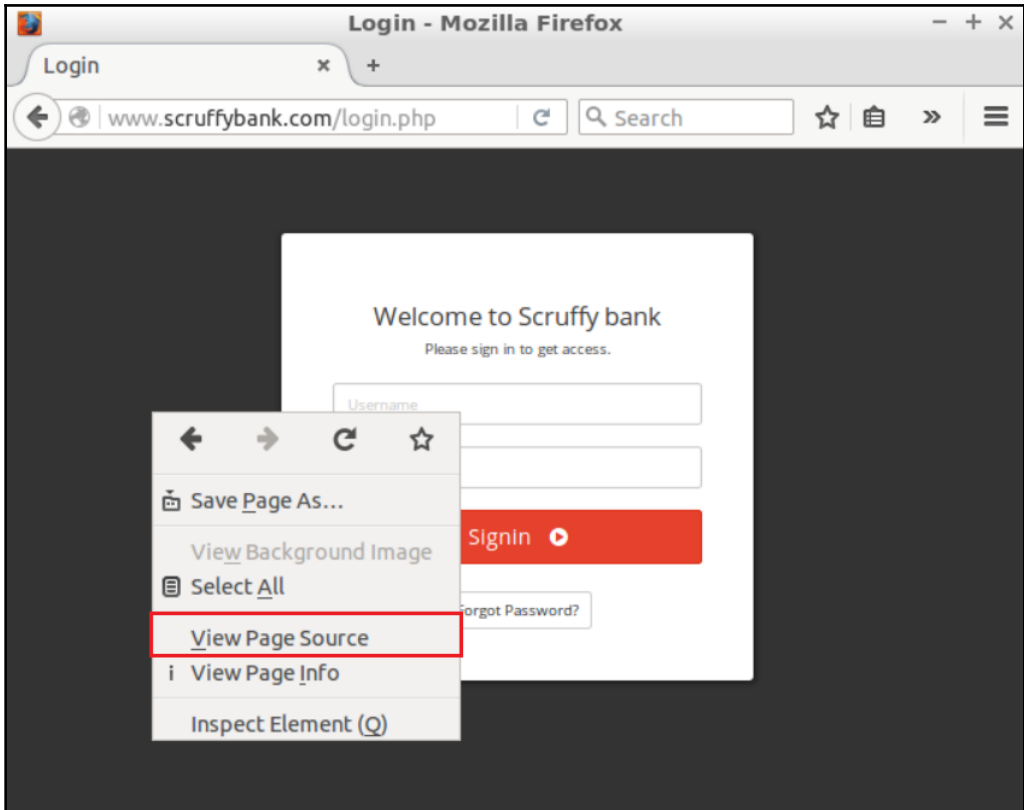 Login - Mozilla Firefox
Login
www.scruffybank.com/login.php
Search
Welcome to Scruffy bank
Please sign in to get access.
Username
Save Page As...
View Background Image
Select All
Signin
Forgot Password?
View Page Source
i View Page Info
Inspect Element (Q)